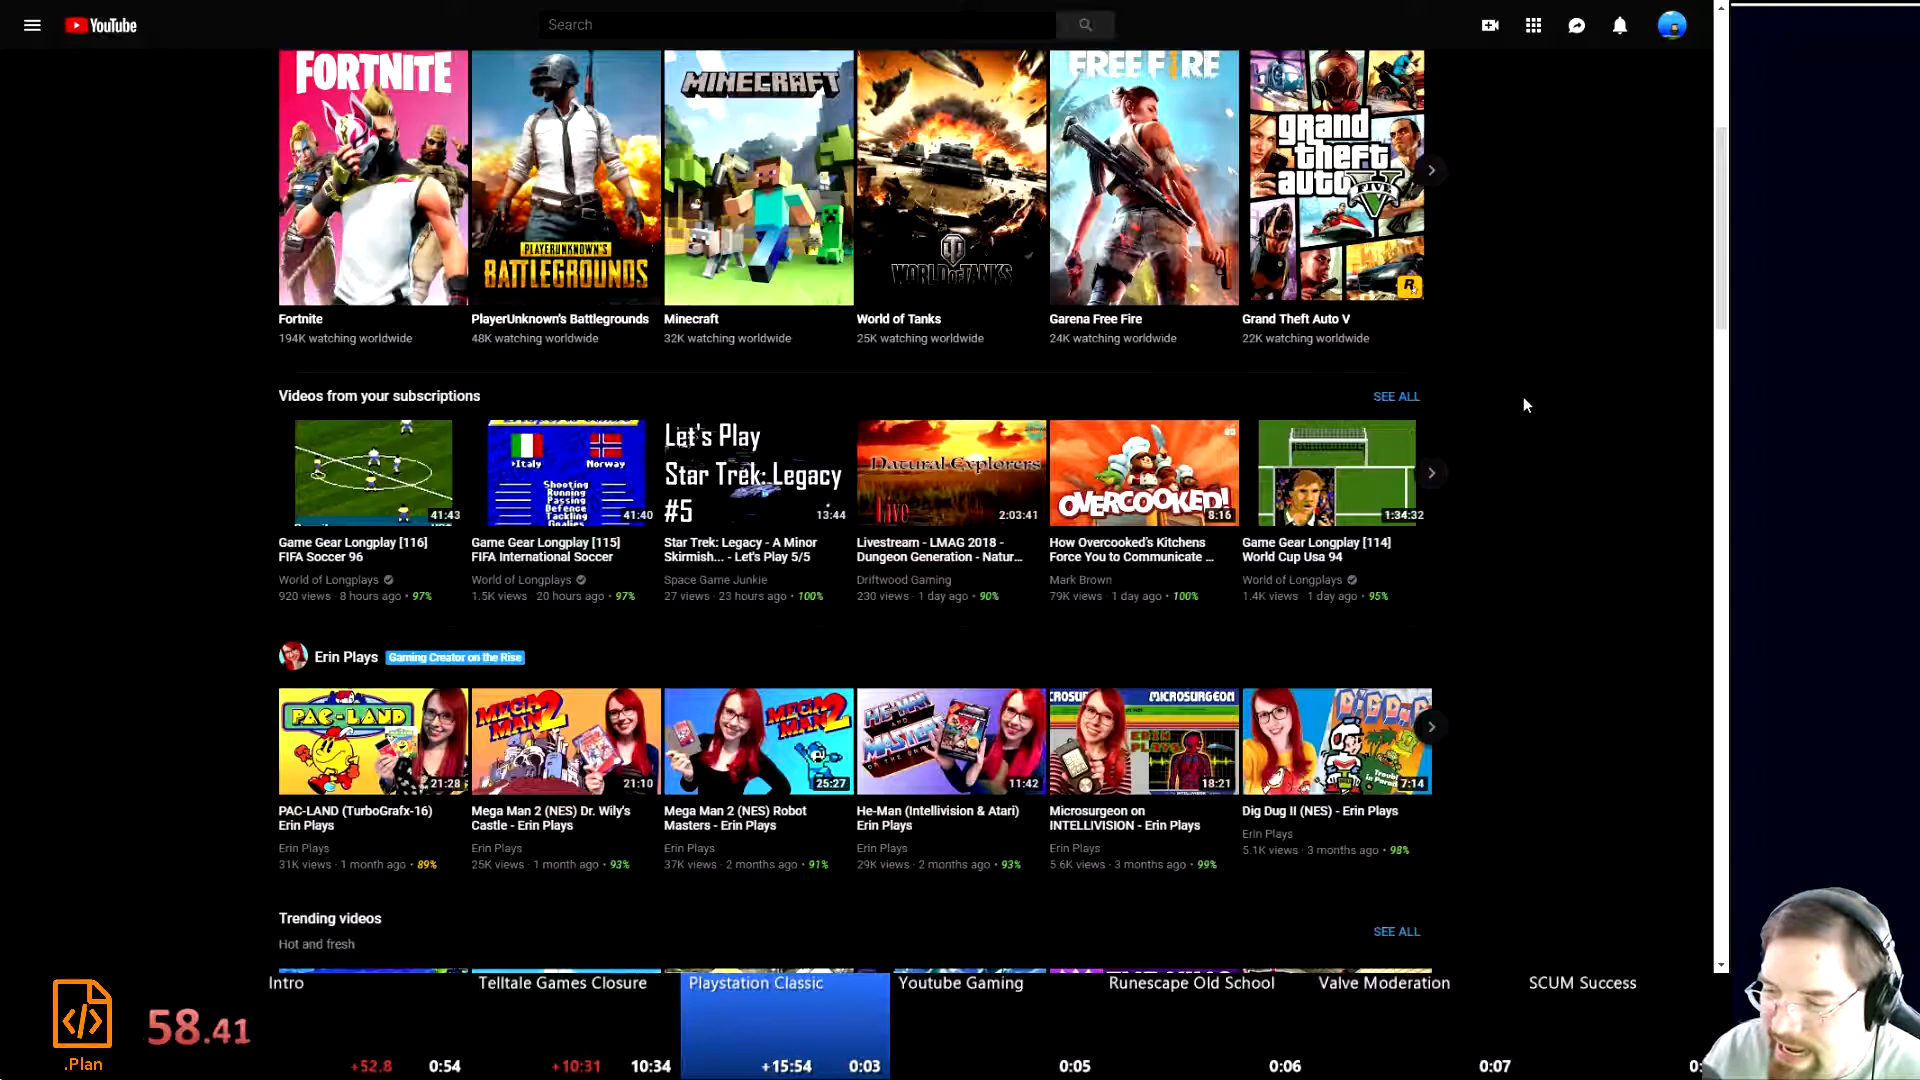 YouTube
Search
FORTNITE
PLAYERUNKNOWN'S
BATTLEGROUNDS
MINECRAFT
WORLD OF TANKS
FREE FIRE
grand
theft
auto
FIVE
Fortnite
PlayerUnknown's Battlegrounds
Minecraft
World of Tanks
Garena Free Fire
Grand Theft Auto V
194K watching worldwide
48K watching worldwide
32K watching worldwide
25K watching worldwide
24K watching worldwide
22K watching worldwide
Videos from your subscriptions
SEE ALL
41:43
Italy
Norway
Shooting
Running
Passing
Defence
Tackling
41:40
Let's Play
Star Trek: Legacy
#5
13:44
Natural Explorers
Live
2:03:41
OVERCOOKED!
8:16
1:34:32
Game Gear Longplay [116]
FIFA Soccer 96
World of Longplays
920 views · 8 hours ago • 97%
Game Gear Longplay [115]
FIFA International Soccer
World of Longplays
1.5K views · 20 hours ago • 97%
Star Trek: Legacy - A Minor
Skirmish... - Let's Play 5/5
Space Game Junkie
27 views · 23 hours ago • 100%
Livestream - LMAG 2018 -
Dungeon Generation - Natur...
Driftwood Gaming
230 views · 1 day ago • 90%
How Overcooked's Kitchens
Force You to Communicate ...
Mark Brown
79K views · 1 day ago • 100%
Game Gear Longplay [114]
World Cup Usa 94
World of Longplays
1.4K views · 1 day ago • 95%
Erin Plays
Gaming Creator on the Rise
PAC-LAND
21:28
MEGA MAN 2
21:10
MEGA MAN 2
25:27
HE-MAN
AND
11:42
MICROSURGEON
ERIN
PLAYS
18:21
DIG DUG
7:14
PAC-LAND (TurboGrafx-16)
Erin Plays
Erin Plays
31K views · 1 month ago • 89%
Mega Man 2 (NES) Dr. Wily's
Castle - Erin Plays
Erin Plays
25K views · 1 month ago • 93%
Mega Man 2 (NES) Robot
Masters - Erin Plays
Erin Plays
37K views · 2 months ago • 91%
He-Man (Intellivision & Atari)
Erin Plays
Erin Plays
29K views · 2 months ago • 93%
Microsurgeon on
INTELLIVISION - Erin Plays
Erin Plays
5.6K views · 3 months ago • 99%
Dig Dug II (NES) - Erin Plays
Erin Plays
5.1K views · 3 months ago • 98%
Trending videos
Hot and fresh
SEE ALL
.Plan
58.41
Intro
+52.8 0:54
Telltale Games Closure
+10:31 10:34
Playstation Classic
+15:54 0:03
Youtube Gaming
0:05
Runescape Old School
0:06
Valve Moderation
0:07
SCUM Success